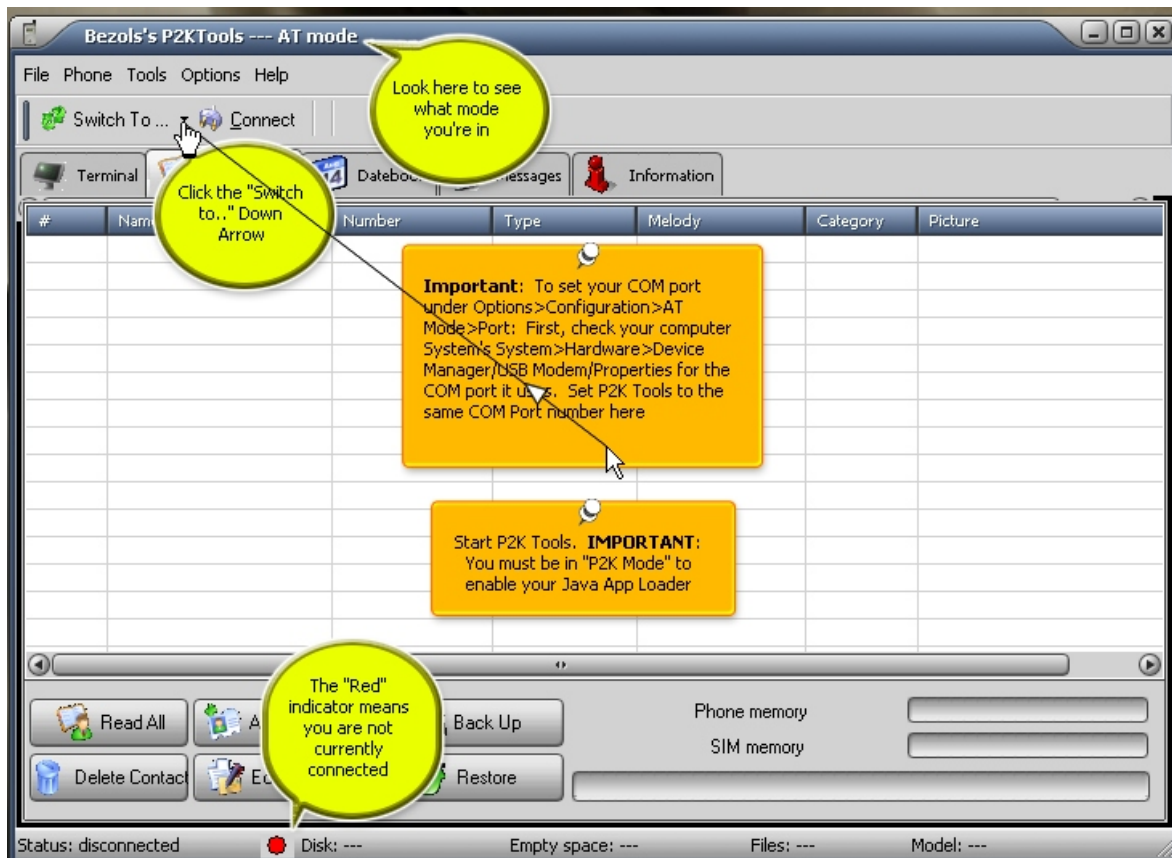 Bezols's P2KTools --- AT mode
File Phone Tools Options Help
Look here to see
what mode
you're in
Switch To ... Connect
Terminal Datebook Messages Information
Click the "Switch
to.." Down
Arrow
# Name Number Type Melody Category Picture
Important: To set your COM port
under Options>Configuration>AT
Mode>Port: First, check your computer
System's System>Hardware>Device
Manager/USB Modem/Properties for the
COM port it uses. Set P2K Tools to the
same COM Port number here
Start P2K Tools. IMPORTANT:
You must be in "P2K Mode" to
enable your Java App Loader
The "Red"
indicator means
you are not
currently
connected
Read All Back Up
Phone memory
SIM memory
Delete Contact Restore
Status: disconnected Disk: --- Empty space: --- Files: --- Model: ---